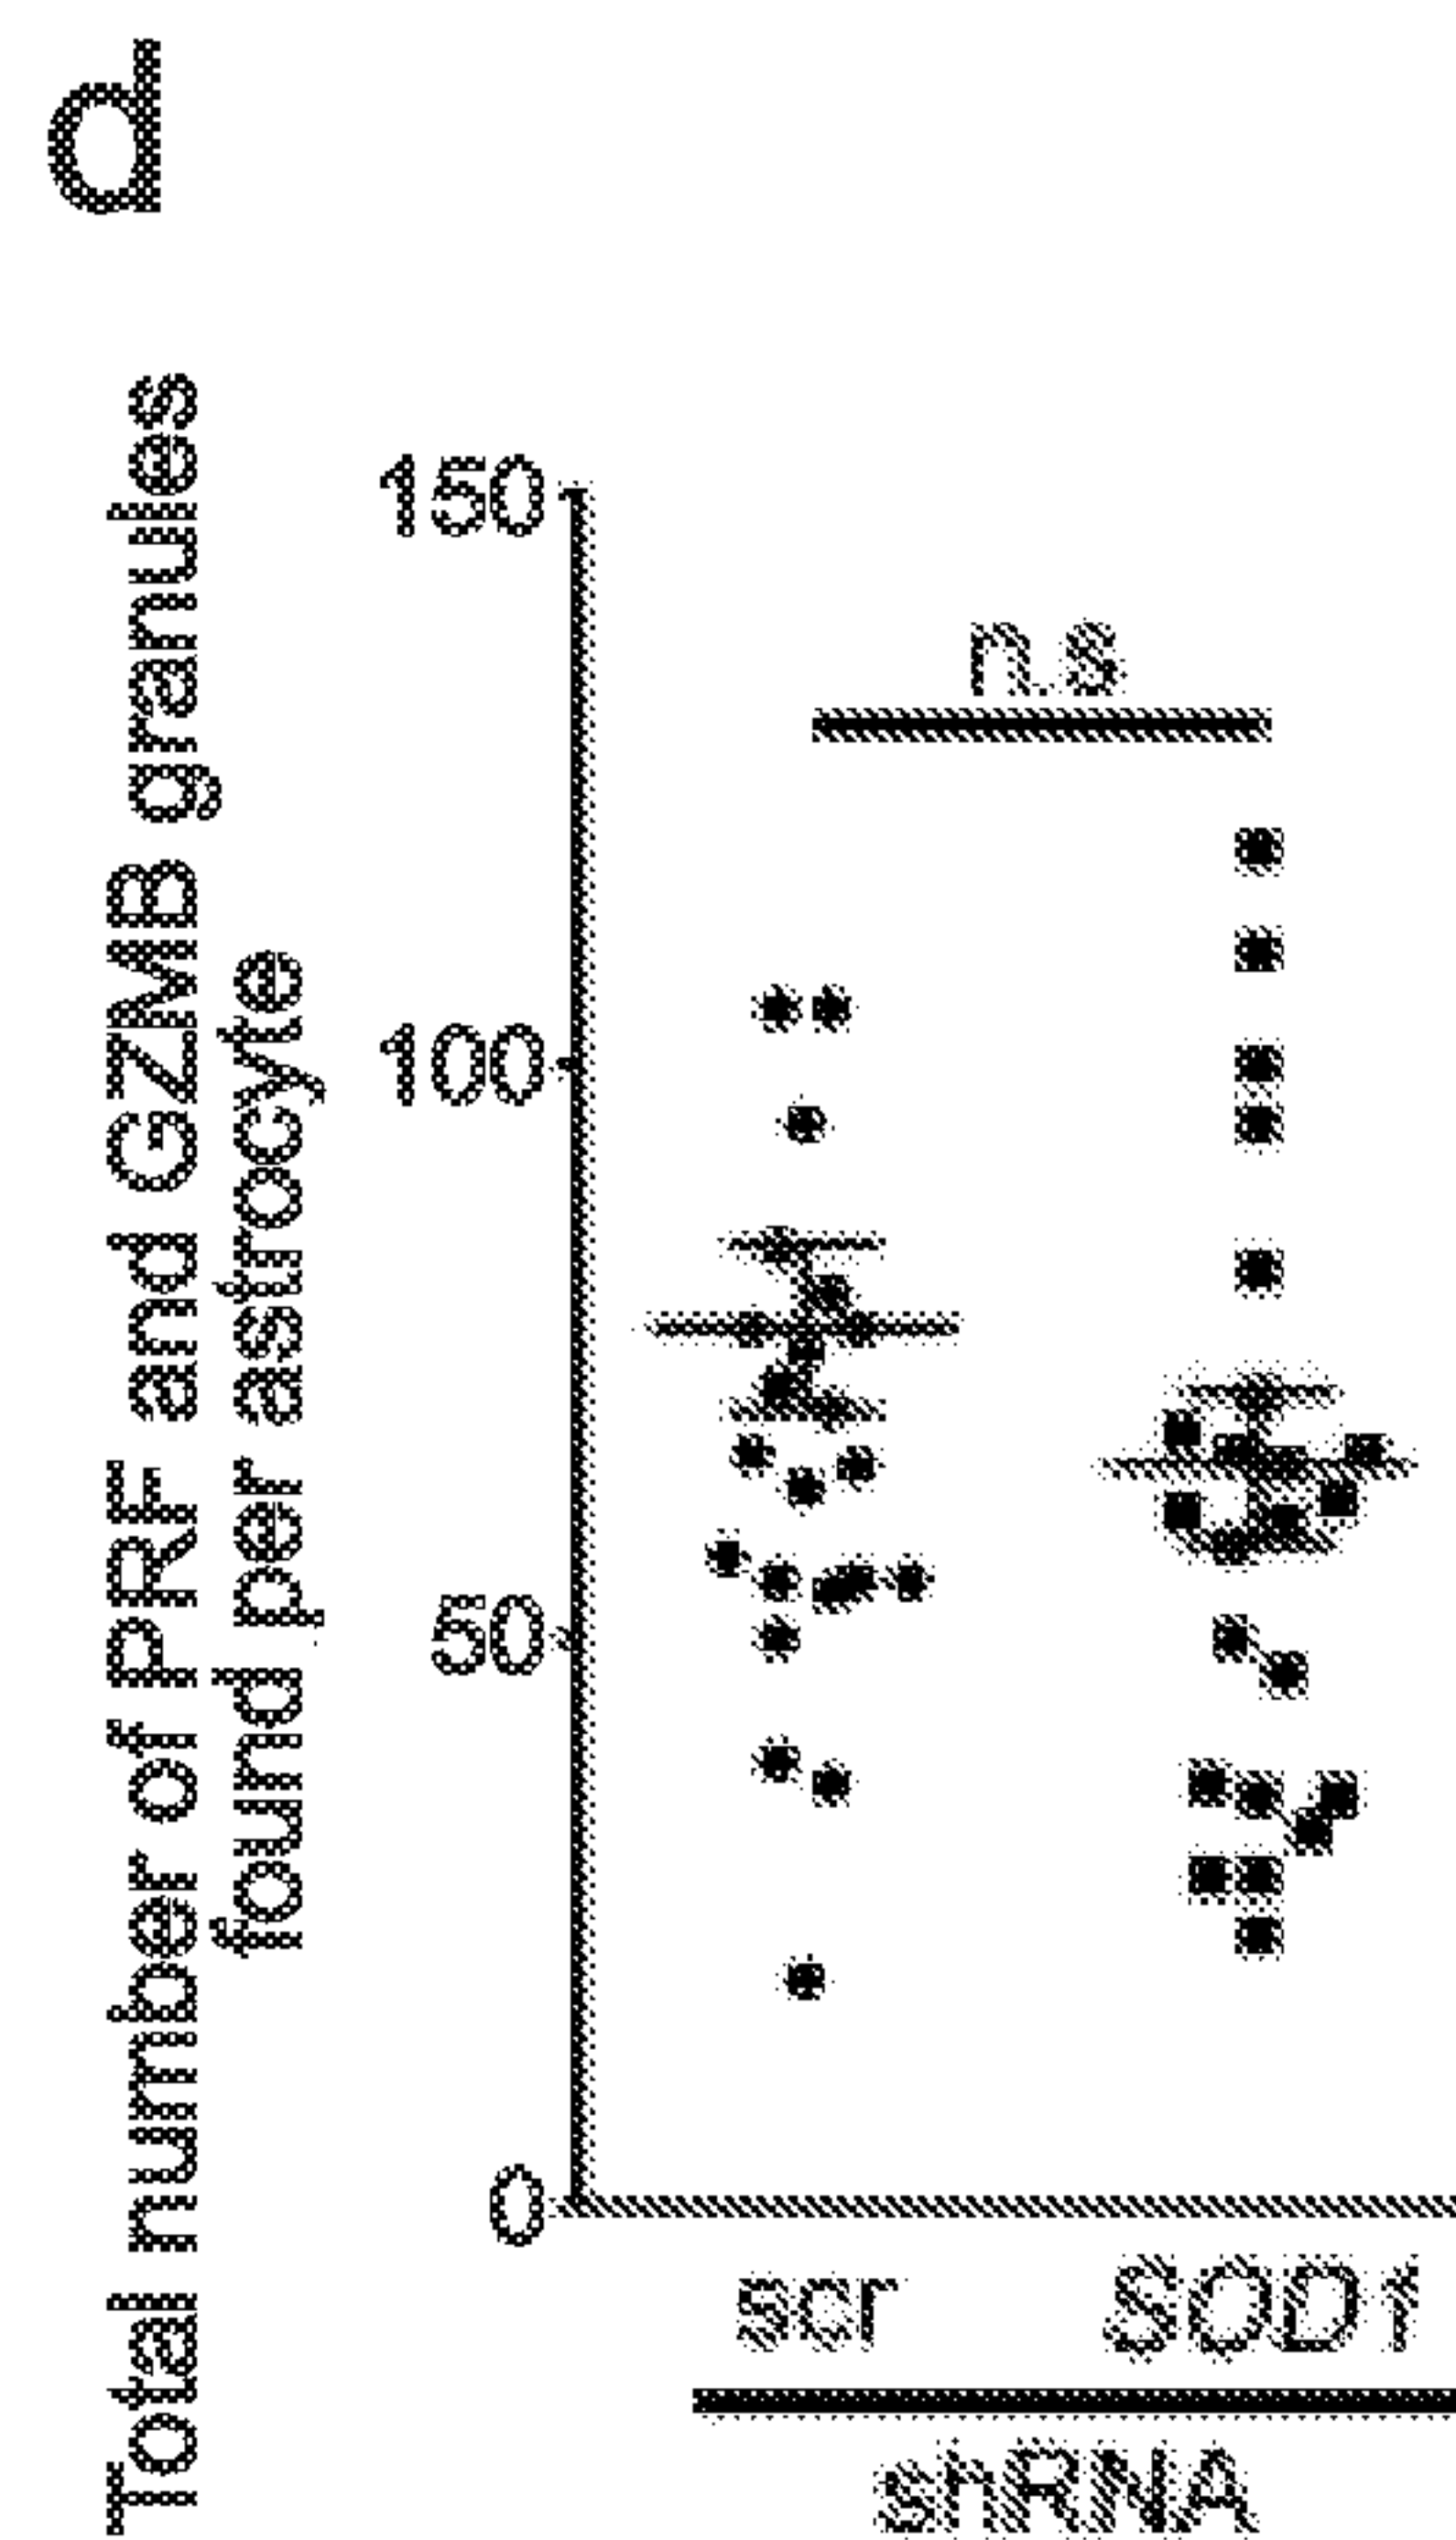 d
Total number of PRF and GZMB granules
found per astrocyte
150
100
50
0
n.s
scr SOD1
shRNA